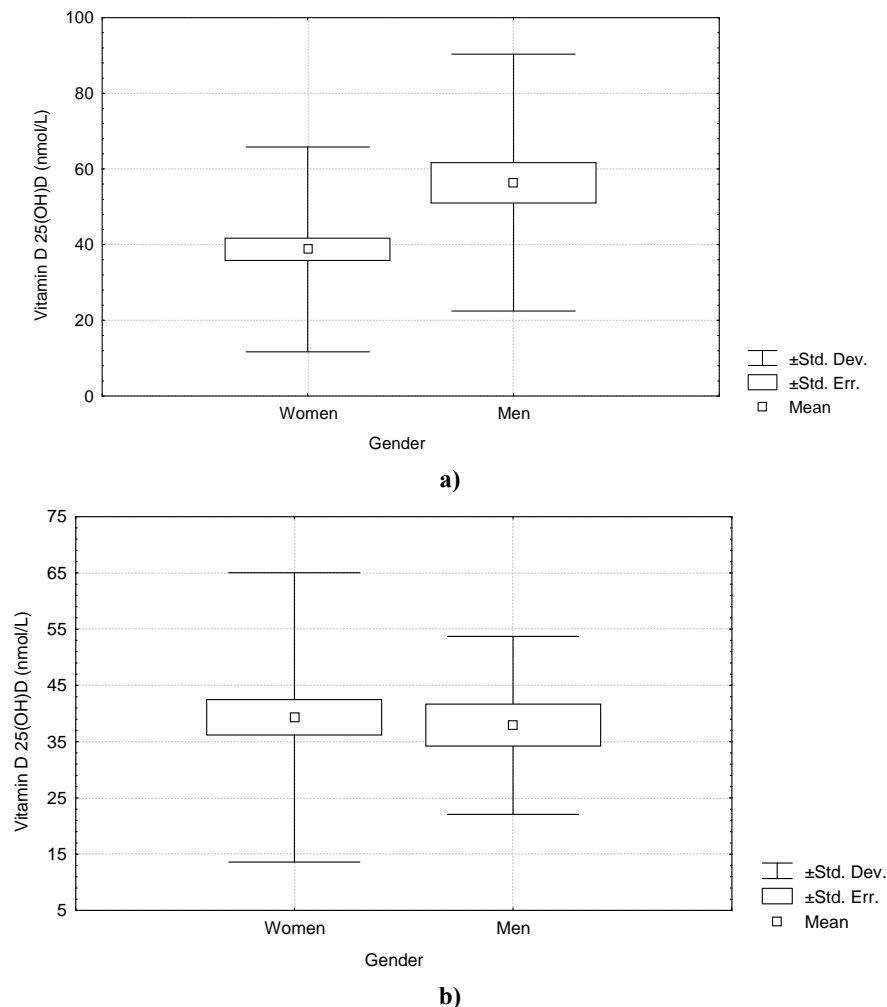 100
80
60
40
20
0
Vitamin D 25(OH)D (nmol/L)
Women
Men
Gender
±Std. Dev.
±Std. Err.
Mean
a)
75
65
55
45
35
25
15
5
Vitamin D 25(OH)D (nmol/L)
Women
Men
Gender
±Std. Dev.
±Std. Err.
Mean
b)